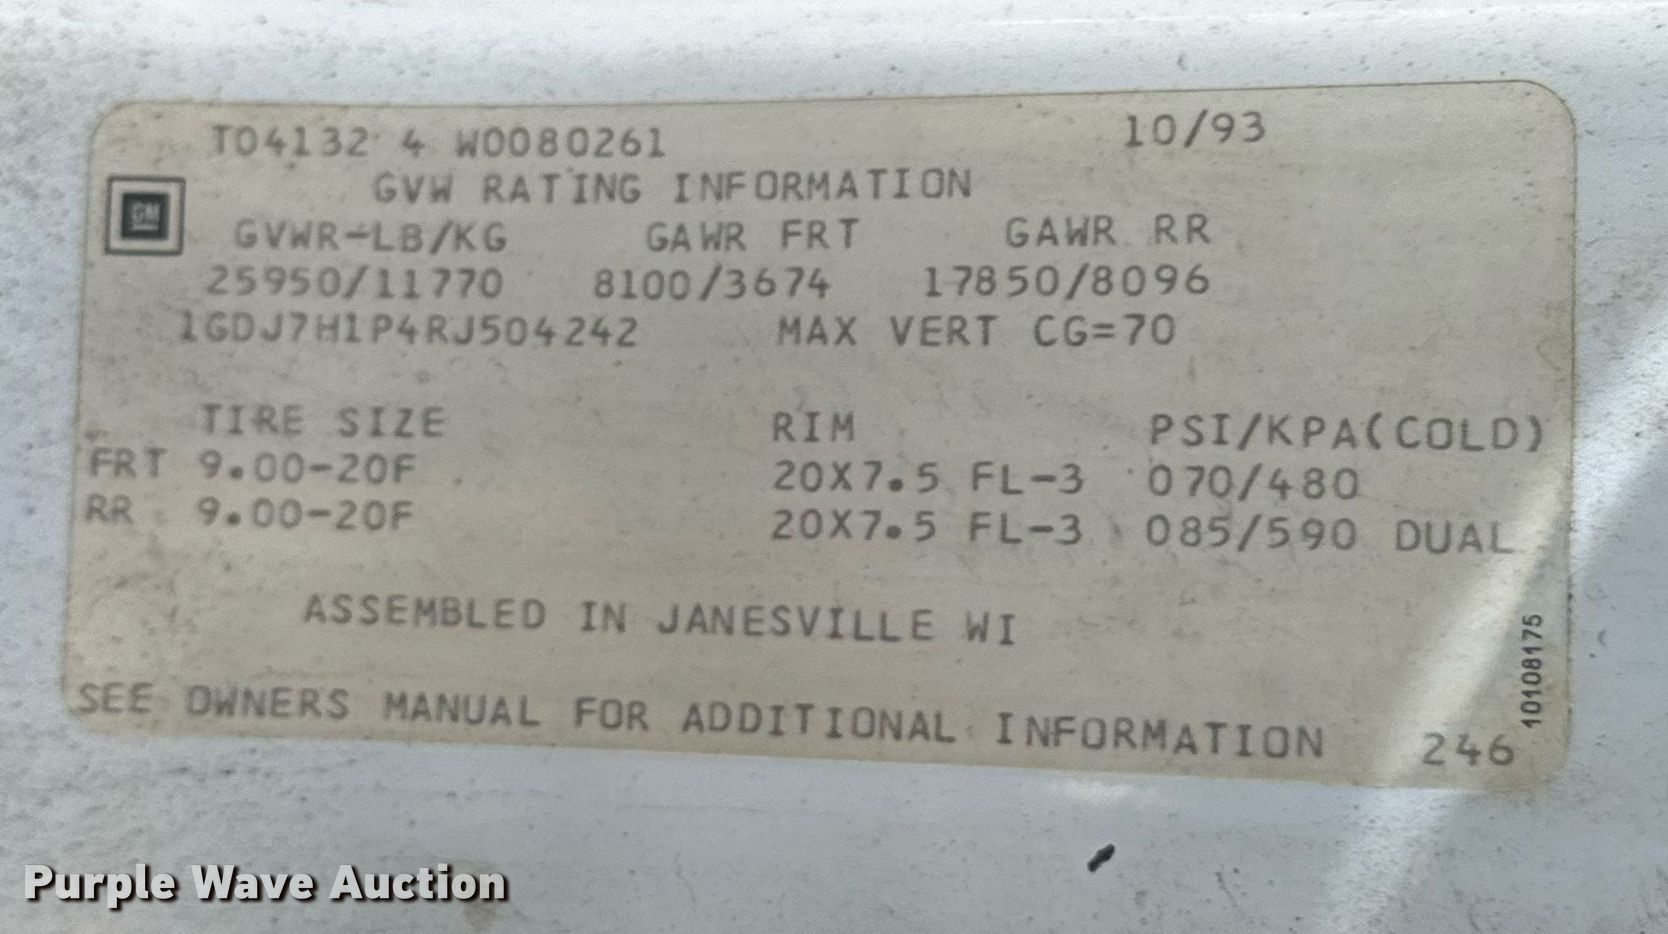 T04132 4 W0080261 10/93
GVW RATING INFORMATION
GM
GVWR-LB/KG GAWR FRT GAWR RR
25950/11770 8100/3674 17850/8096
1GDJ7H1P4RJ504242 MAX VERT CG=70
TIRE SIZE RIM PSI/KPA(COLD)
FRT 9.00-20F 20X7.5 FL-3 070/480
RR 9.00-20F 20X7.5 FL-3 085/590 DUAL
ASSEMBLED IN JANESVILLE WI
SEE OWNERS MANUAL FOR ADDITIONAL INFORMATION 246
10108175
Purple Wave Auction